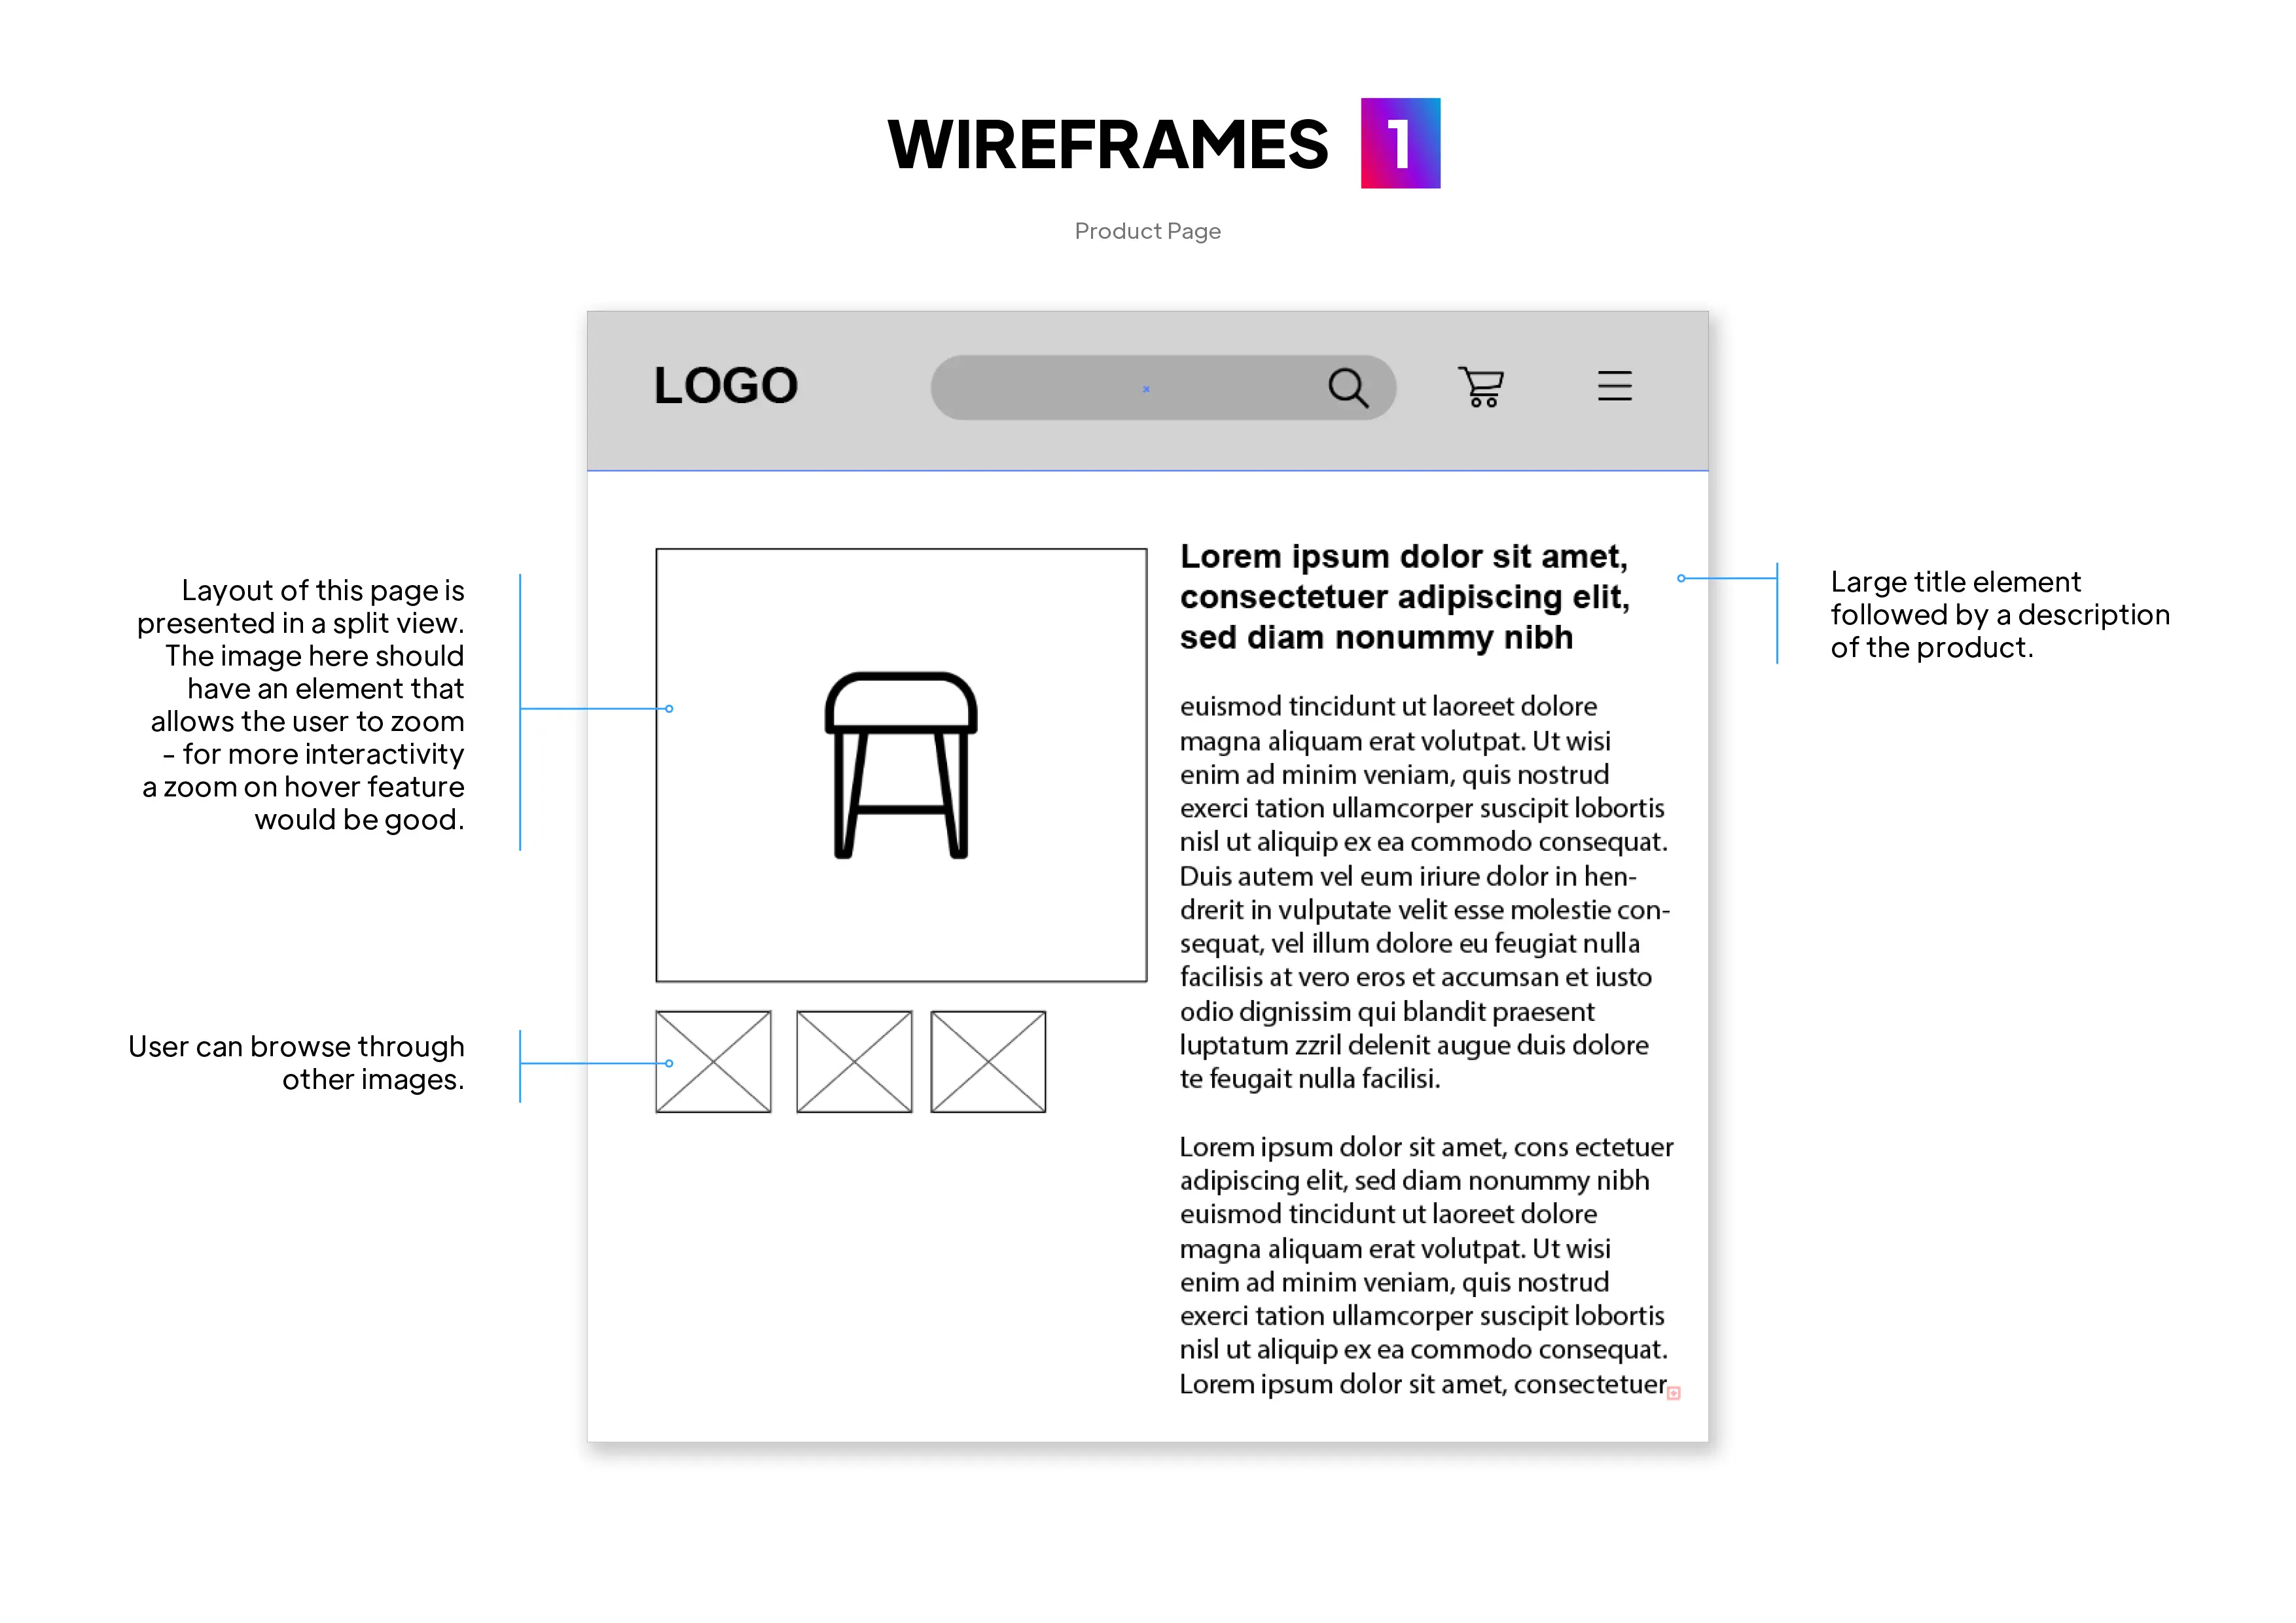 WIREFRAMES 1
Product Page
LOGO
Layout of this page is
presented in a split view.
The image here should
have an element that
allows the user to zoom
- for more interactivity
a zoom on hover feature
would be good.
User can browse through
other images.
Lorem ipsum dolor sit amet,
consectetuer adipiscing elit,
sed diam nonummy nibh
euismod tincidunt ut laoreet dolore
magna aliquam erat volutpat. Ut wisi
enim ad minim veniam, quis nostrud
exerci tation ullamcorper suscipit lobortis
nisl ut aliquip ex ea commodo consequat.
Duis autem vel eum iriure dolor in hen-
drerit in vulputate velit esse molestie con-
sequat, vel illum dolore eu feugiat nulla
facilisis at vero eros et accumsan et iusto
odio dignissim qui blandit praesent
luptatum zzril delenit augue duis dolore
te feugait nulla facilisi.
Lorem ipsum dolor sit amet, cons ectetuer
adipiscing elit, sed diam nonummy nibh
euismod tincidunt ut laoreet dolore
magna aliquam erat volutpat. Ut wisi
enim ad minim veniam, quis nostrud
exerci tation ullamcorper suscipit lobortis
nisl ut aliquip ex ea commodo consequat.
Lorem ipsum dolor sit amet, consectetuer
Large title element
followed by a description
of the product.